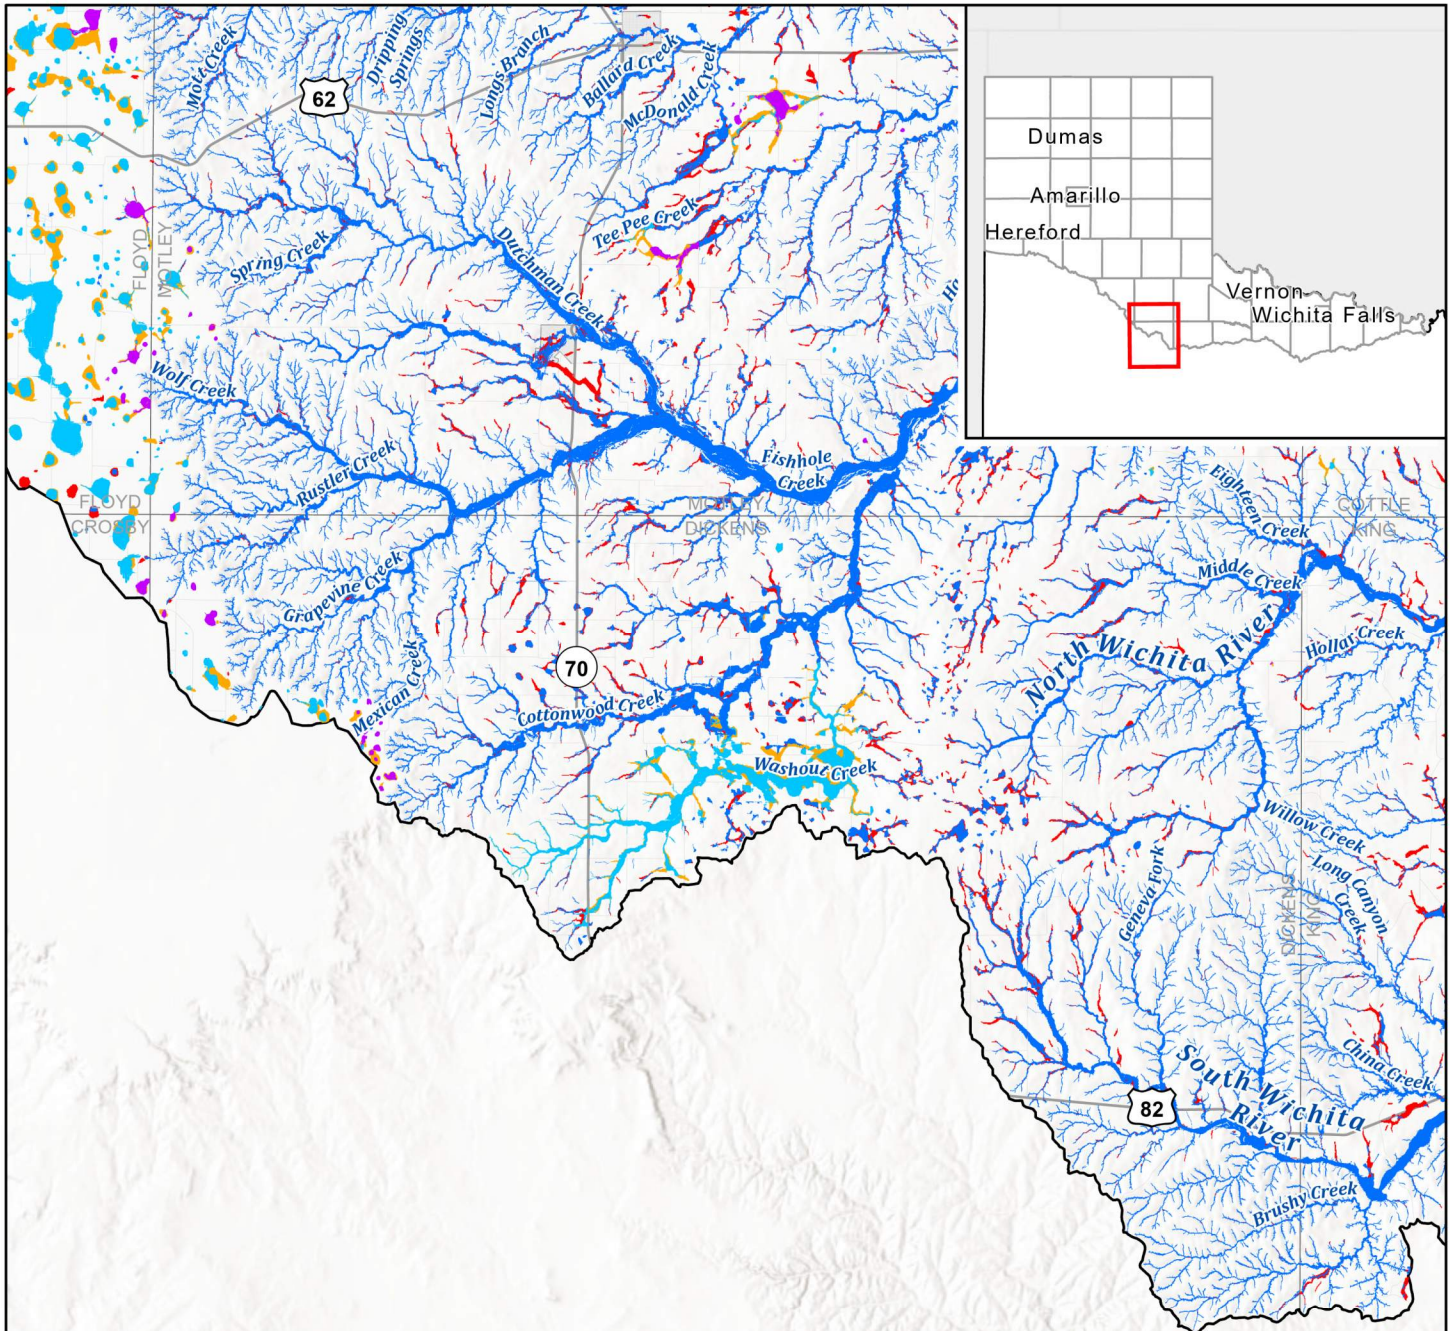 Mott Creek
Dripping
Springs
Longs Branch
Ballard Creek
McDonald Creek
62
Dumas
Amarillo
Hereford
Vernon
Wichita Falls
Tee Pee Creek
FLOYD
MOTLEY
Spring Creek
Dutchman Creek
Ho
Wolf Creek
Rustler Creek
Fishhole
Creek
FLOYD
CROSBY
MOTLEY
DICKENS
Eighteen Creek
COTTLE
KING
Grapevine Creek
Middle Creek
North Wichita River
Hollar Creek
Mexican Creek
70
Cottonwood Creek
Washout Creek
Willow Creek
Geneva Fork
Long Canyon
Creek
DICKENS
KING
South Wichita
River
China Creek
82
Brushy Creek